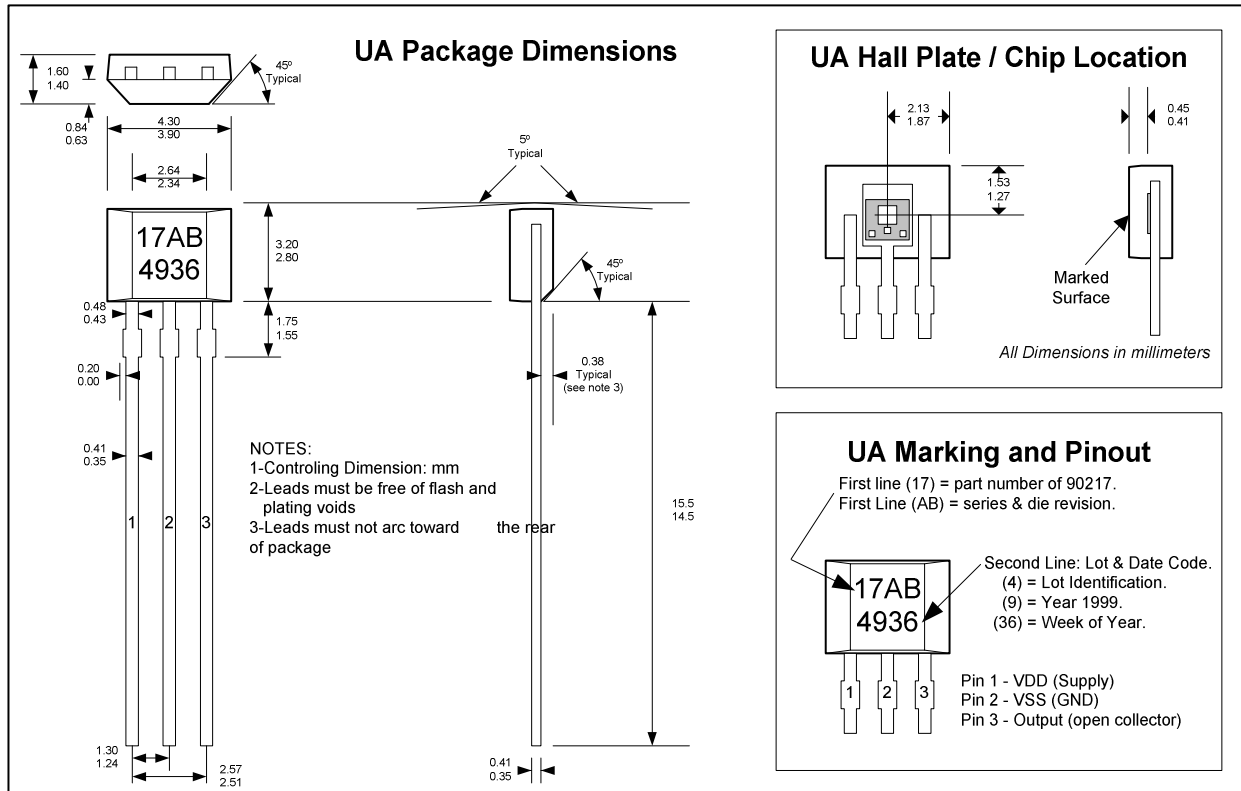 UA Package Dimensions
1.60
1.40
45º
Typical
0.84
0.63
4.30
3.90
2.64
2.34
5º
Typical
17AB
4936
3.20
2.80
45º
Typical
0.48
0.43
1.75
1.55
0.20
0.00
0.38
Typical
(see note 3)
0.41
0.35
NOTES:
1-Controling Dimension: mm
2-Leads must be free of flash and
plating voids
3-Leads must not arc toward the rear
of package
15.5
14.5
1 2 3
1.30
1.24
2.57
2.51
0.41
0.35
UA Hall Plate / Chip Location
2.13
1.87
0.45
0.41
1.53
1.27
Marked
Surface
All Dimensions in millimeters
UA Marking and Pinout
First line (17) = part number of 90217.
First Line (AB) = series & die revision.
Second Line: Lot & Date Code.
(4) = Lot Identification.
(9) = Year 1999.
(36) = Week of Year.
17AB
4936
1 2 3
Pin 1 - VDD (Supply)
Pin 2 - VSS (GND)
Pin 3 - Output (open collector)